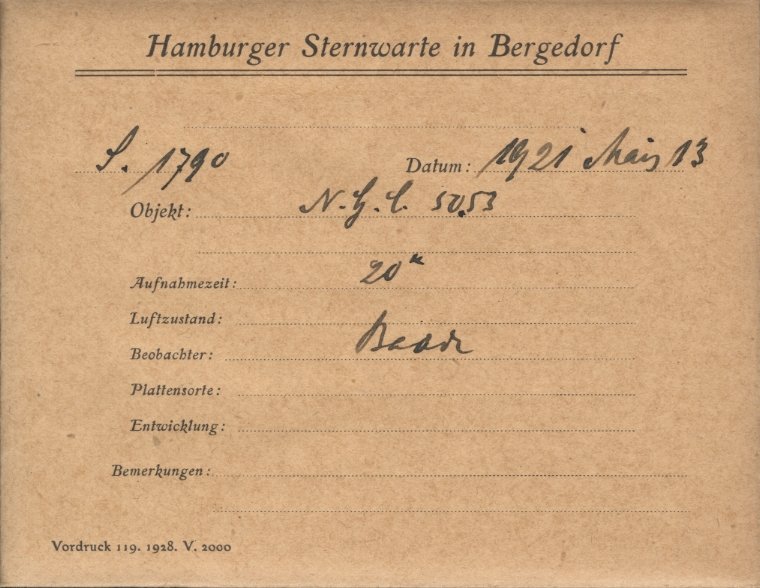 Hamburger Sternwarte in Bergedorf
S. 1790 Datum: 1921 März 13
Objekt: N. G. C. 5053
Aufnahmezeit: 20m
Luftzustand:
Beobachter: Baade
Plattensorte:
Entwicklung:
Bemerkungen:
Vordruck 119. 1928. V. 2000